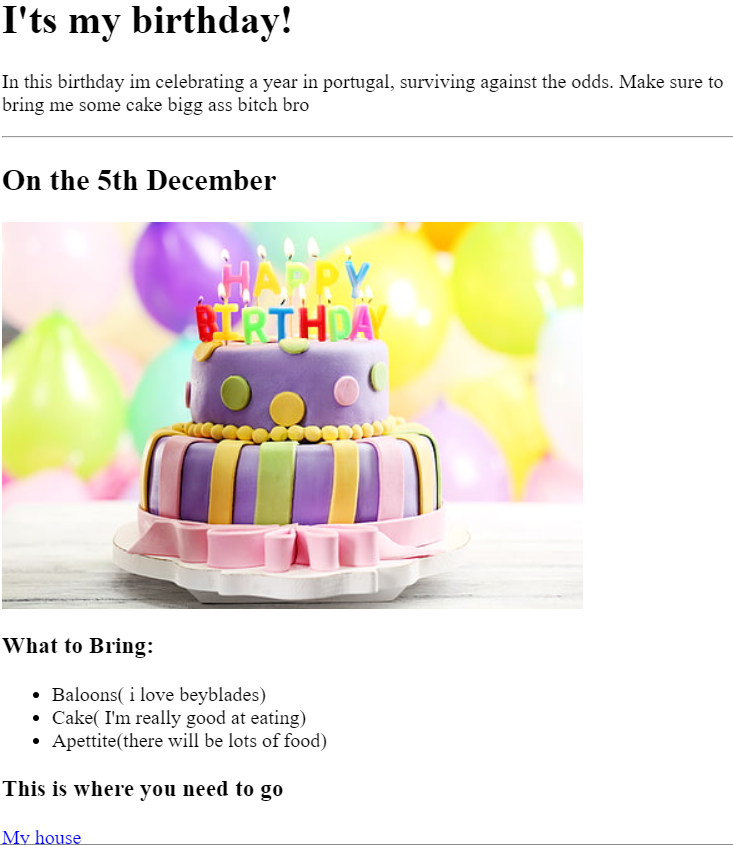 I'ts my birthday!
In this birthday im celebrating a year in portugal, surviving against the odds. Make sure to
bring me some cake bigg ass bitch bro
On the 5th December
HAPPY
BIRTHDAY
What to Bring:
Baloons( i love beyblades)
Cake( I'm really good at eating)
Apettite(there will be lots of food)
This is where you need to go
My house